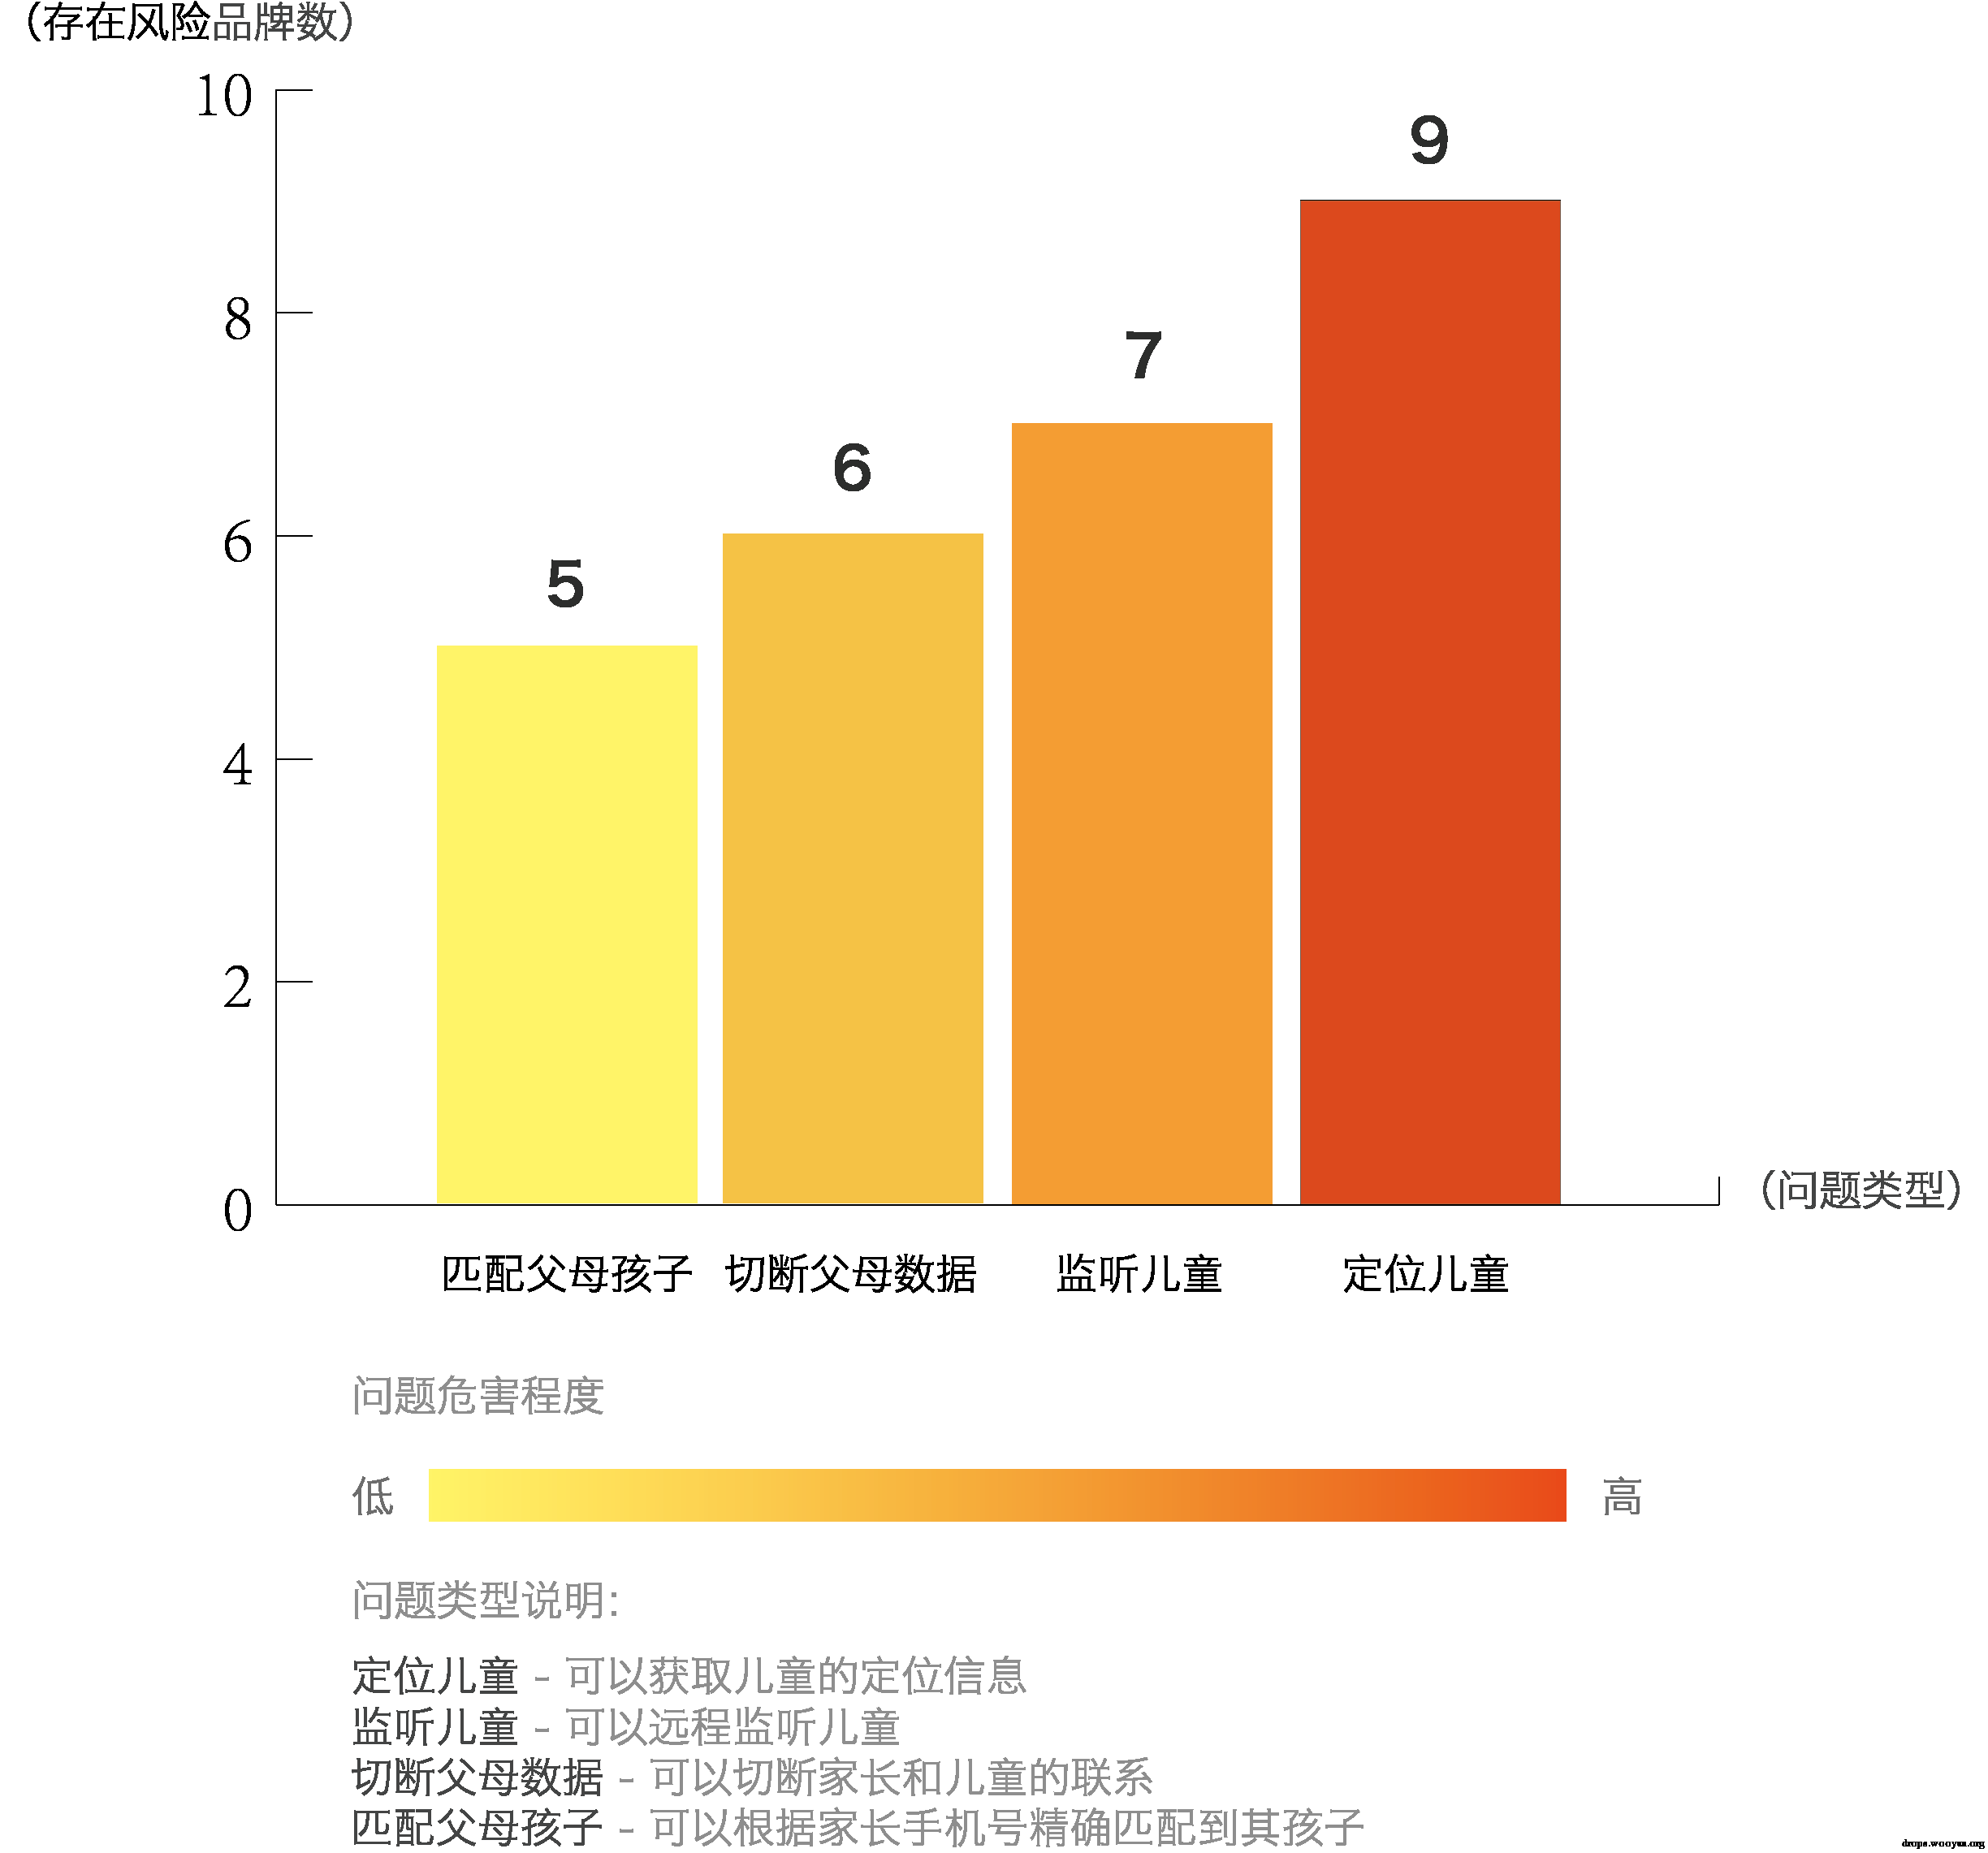 （存在风险品牌数）
10
9
8
7
6
6
5
4
2
0
（问题类型）
匹配父母孩子 切断父母数据 监听儿童 定位儿童
问题危害程度
低 高
问题类型说明:
定位儿童 - 可以获取儿童的定位信息
监听儿童 - 可以远程监听儿童
切断父母数据 - 可以切断家长和儿童的联系
匹配父母孩子 - 可以根据家长手机号精确匹配到其孩子
drops.wooyun.org